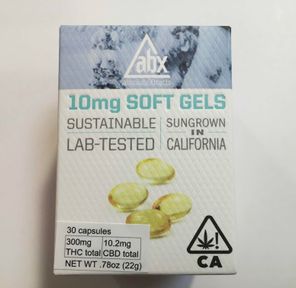 abx
10mg SOFT GELS
SUSTAINABLE
LAB-TESTED
SUNGROWN
IN
CALIFORNIA
30 capsules
300mg
THC total
10.2mg
CBD total
NET WT .78oz (22g)
!
CA